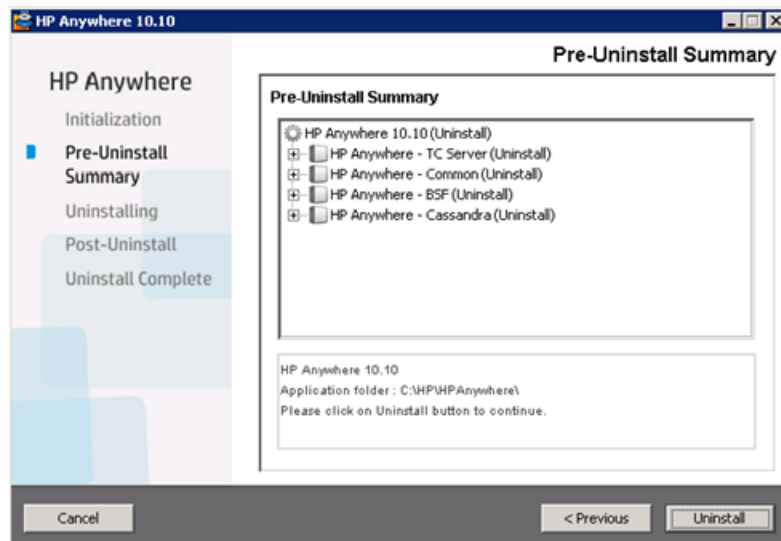 HP Anywhere 10.10
Pre-Uninstall Summary
HP Anywhere
Initialization
Pre-Uninstall
Summary
Uninstalling
Post-Uninstall
Uninstall Complete
Pre-Uninstall Summary
HP Anywhere 10.10 (Uninstall)
HP Anywhere - TC Server (Uninstall)
HP Anywhere - Common (Uninstall)
HP Anywhere - BSF (Uninstall)
HP Anywhere - Cassandra (Uninstall)
HP Anywhere 10.10
Application folder : C:\HP\HPAnywhere\
Please click on Uninstall button to continue.
Cancel
< Previous
Uninstall